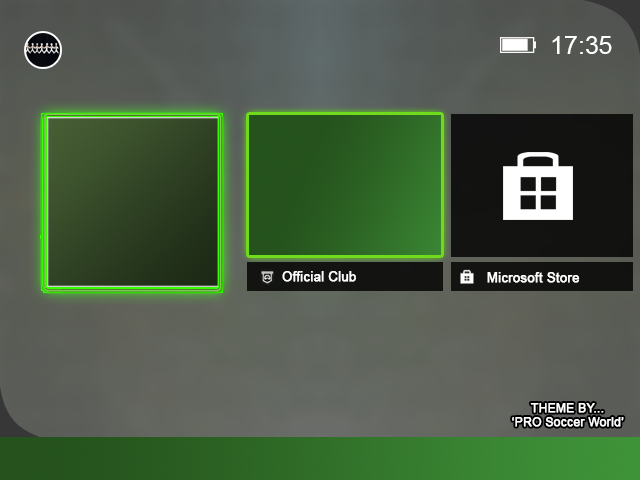 17:35
Official Club
Microsoft Store
THEME BY...
'PRO Soccer World'